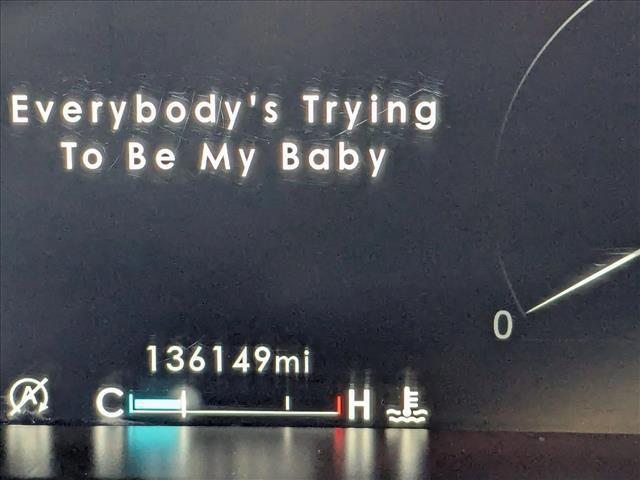 Everybody's Trying
To Be My Baby
0
136149mi
A
C H